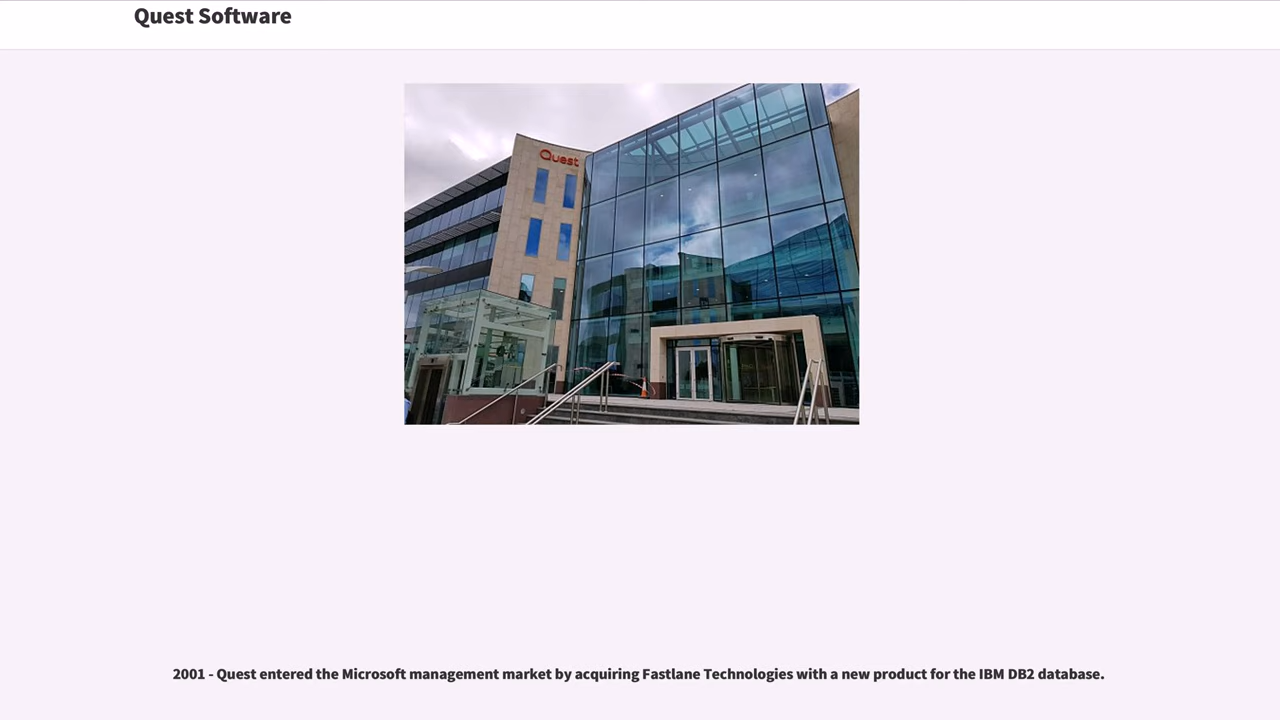 Quest Software
Quest
2001 - Quest entered the Microsoft management market by acquiring Fastlane Technologies with a new product for the IBM DB2 database.